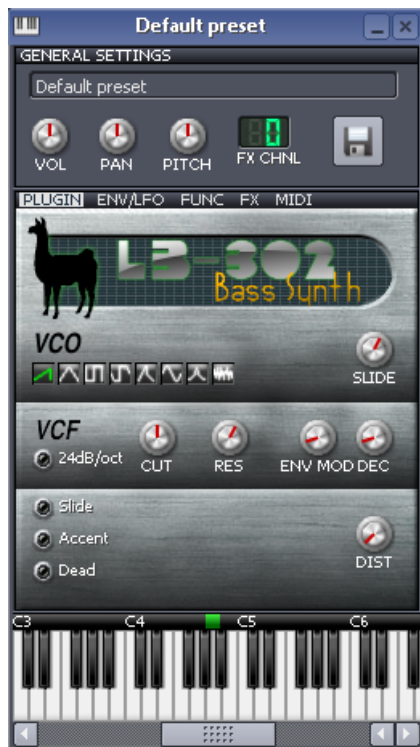 Default preset
GENERAL SETTINGS
Default preset
0
VOL PAN PITCH FX CHNL
PLUGIN ENV/LFO FUNC FX MIDI
LB-302
Bass Synth
VCO
SLIDE
VCF
24dB/oct CUT RES ENV MOD DEC
Slide
Accent
Dead
DIST
C3 C4 C5 C6